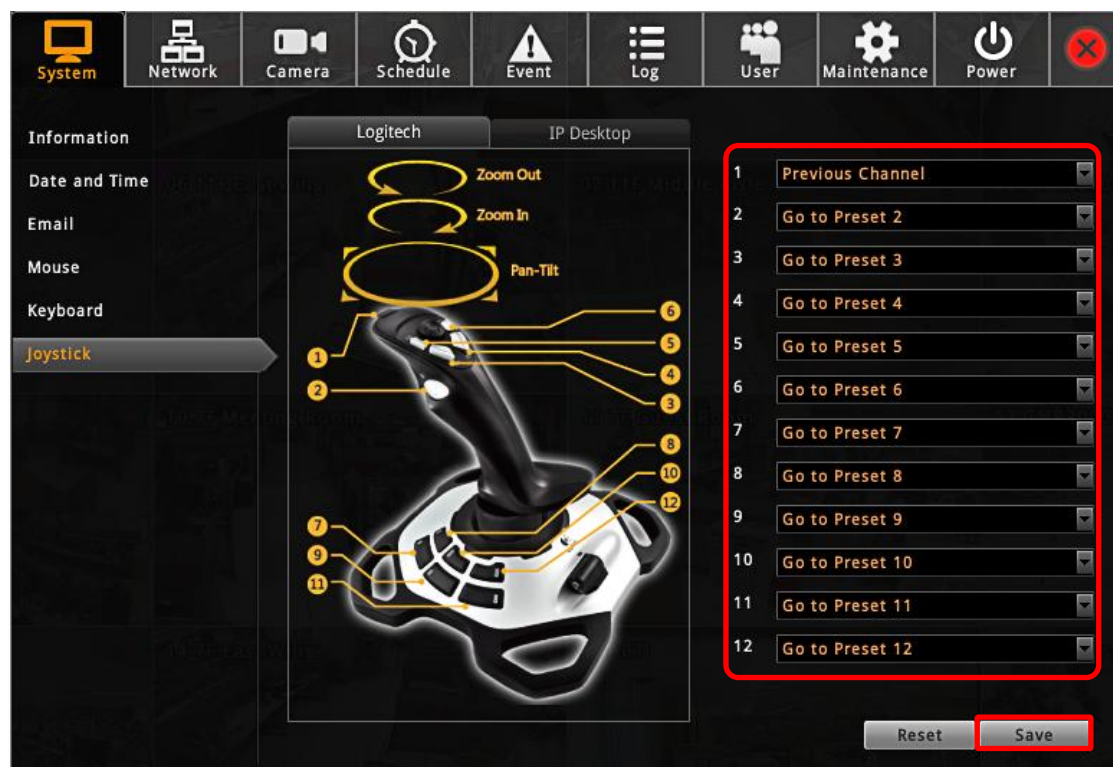 System Network Camera Schedule Event Log User Maintenance Power
Information
Date and Time
Email
Mouse
Keyboard
Joystick
Logitech IP Desktop
Zoom Out
Zoom In
Pan-Tilt
6
5
4
3
1
2
8
10
12
7
9
11
1 Previous Channel
2 Go to Preset 2
3 Go to Preset 3
4 Go to Preset 4
5 Go to Preset 5
6 Go to Preset 6
7 Go to Preset 7
8 Go to Preset 8
9 Go to Preset 9
10 Go to Preset 10
11 Go to Preset 11
12 Go to Preset 12
Reset Save